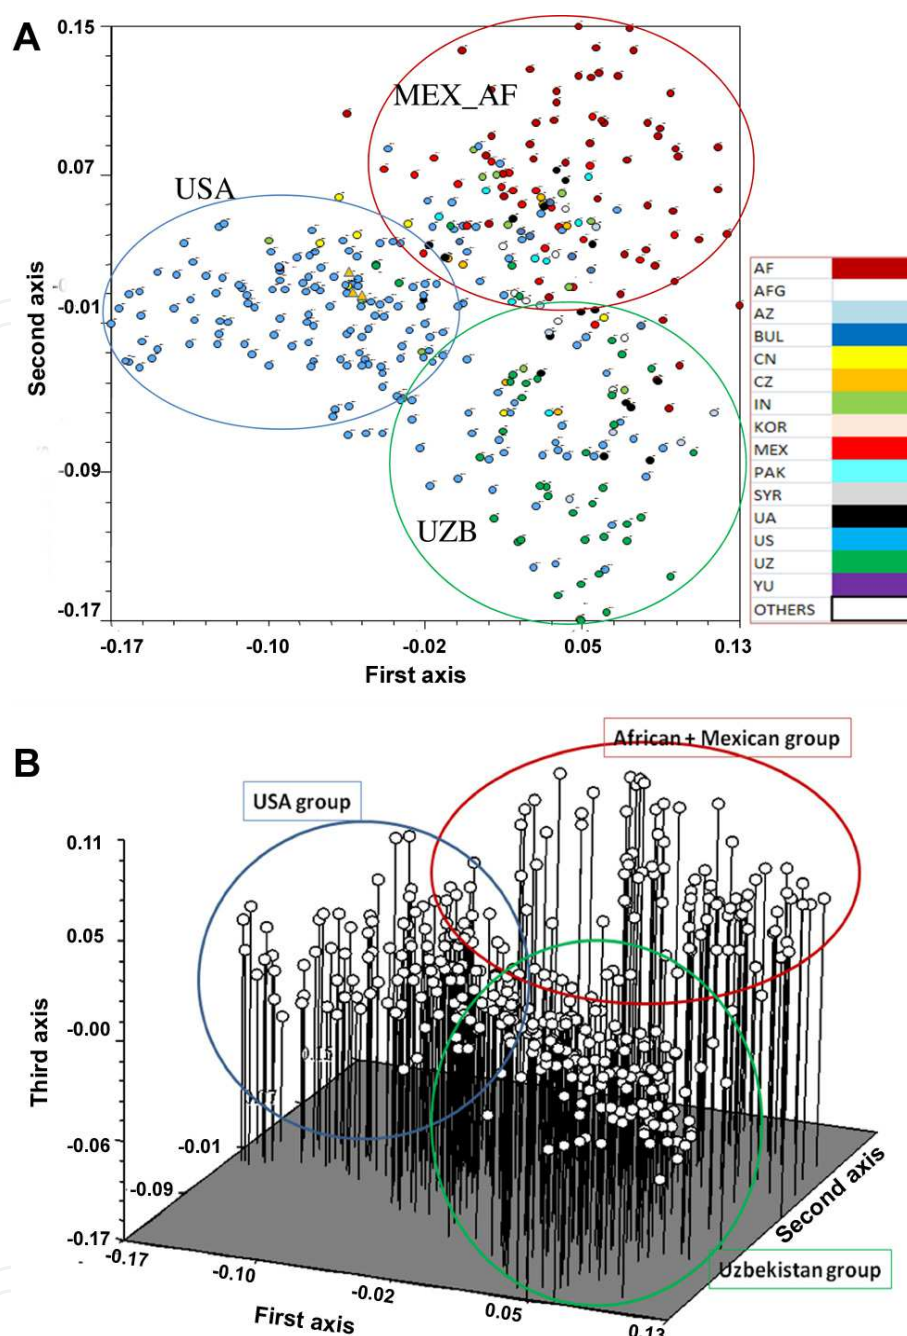 A
0.15
0.07
-0.01
-0.09
-0.17
Second axis
MEX_AF
USA
UZB
-0.17
-0.10
-0.02
0.05
0.13
First axis
AF
AFG
AZ
BUL
CN
CZ
IN
KOR
MEX
PAK
SYR
UA
US
UZ
YU
OTHERS
B
African + Mexican group
USA group
0.11
0.05
-0.00
-0.06
-0.17
Third axis
0.15
-0.01
-0.09
-0.17
-0.10
-0.02
0.05
0.13
First axis
Second axis
Uzbekistan group